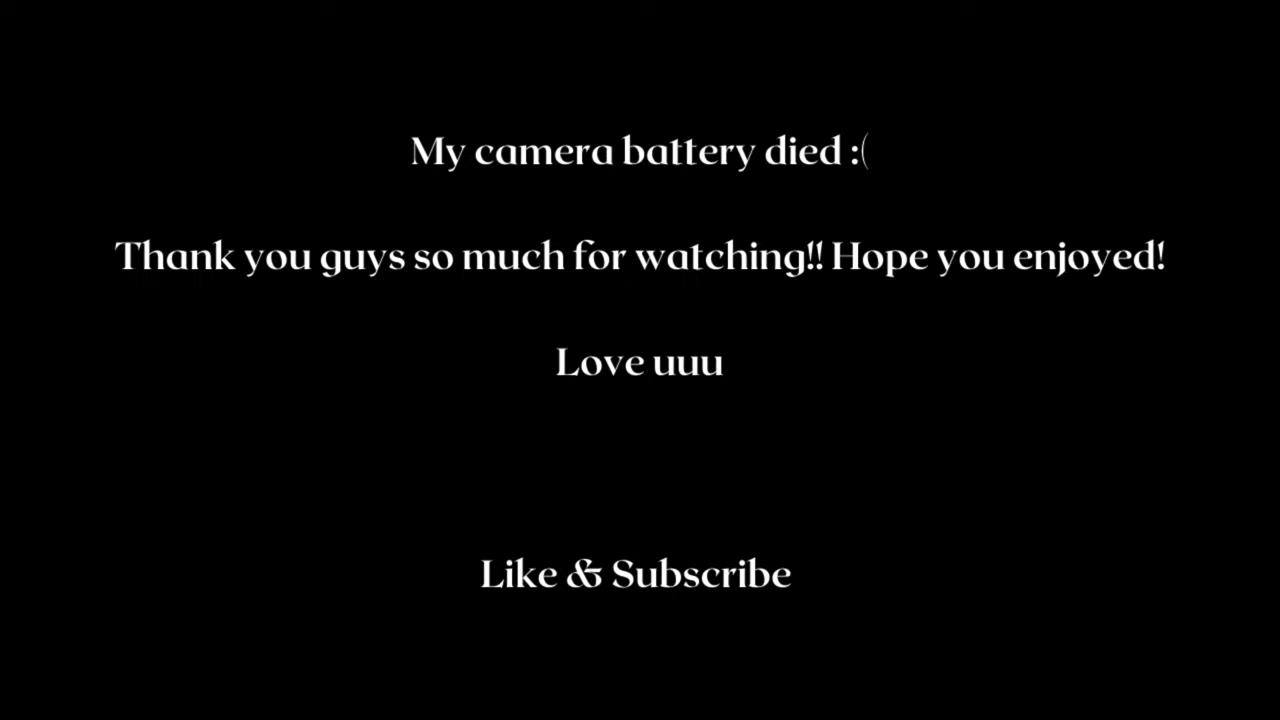 My camera battery died :(
Thank you guys so much for watching!! Hope you enjoyed!
Love uuu
Like & Subscribe